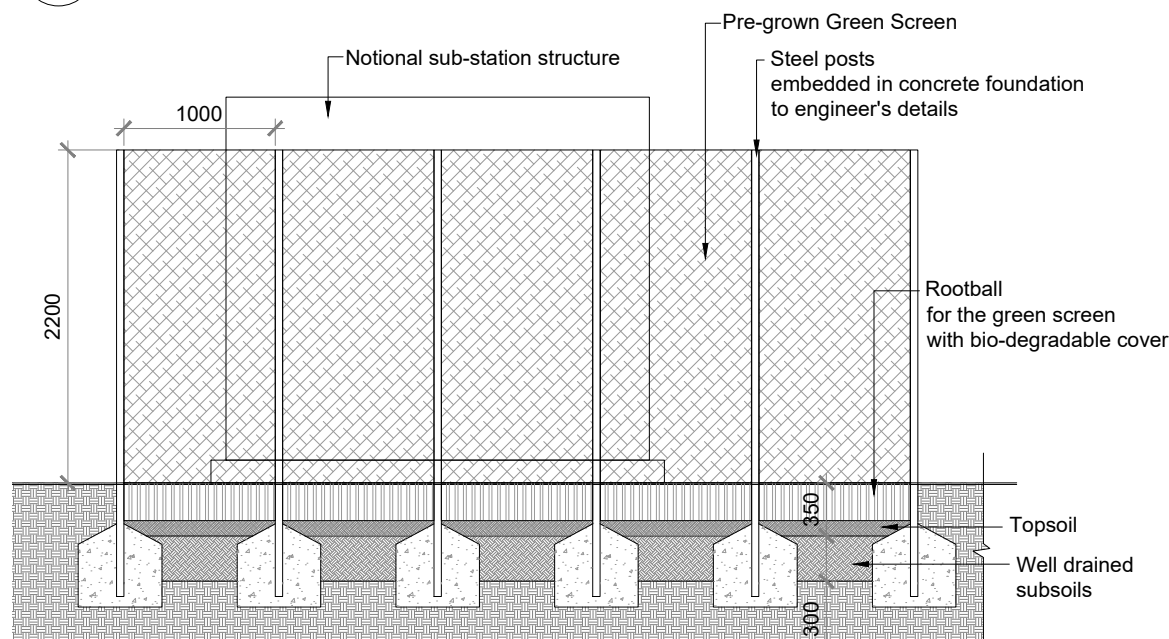 Pre-grown Green Screen
Notional sub-station structure
Steel posts
embedded in concrete foundation
to engineer's details
1000
2200
Rootball
for the green screen
with bio-degradable cover
350
Topsoil
Well drained
subsoils
300